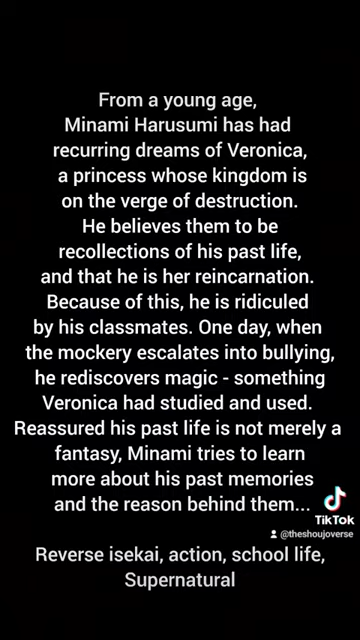 From a young age,
Minami Harusumi has had
recurring dreams of Veronica,
a princess whose kingdom is
on the verge of destruction.
He believes them to be
recollections of his past life,
and that he is her reincarnation.
Because of this, he is ridiculed
by his classmates. One day, when
the mockery escalates into bullying,
he rediscovers magic - something
Veronica had studied and used.
Reassured his past life is not merely a
fantasy, Minami tries to learn
more about his past memories
and the reason behind them...
TikTok
@theshoujoverse
Reverse isekai, action, school life,
Supernatural